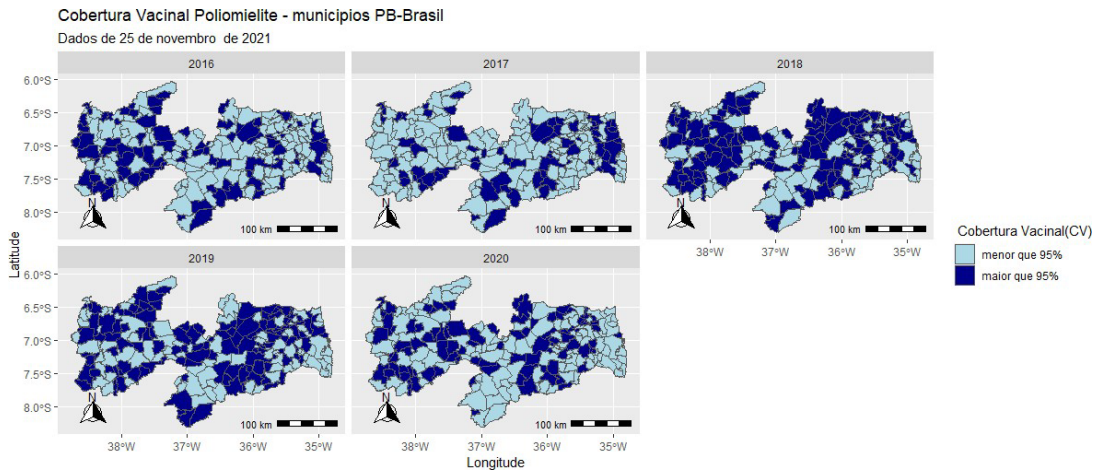 Cobertura Vacinal Poliomielite - municipios PB-Brasil
Dados de 25 de novembro  de 2021
2016
2017
2018
6.0°S
6.5°S
7.0°S
7.5°S
8.0°S
N
100 km
N
100 km
N
100 km
38°W
37°W
36°W
35°W
2019
2020
6.0°S
6.5°S
7.0°S
7.5°S
8.0°S
N
100 km
N
100 km
38°W
37°W
36°W
35°W
38°W
37°W
36°W
35°W
Latitude
Longitude
Cobertura Vacinal(CV)
menor que 95%
maior que 95%